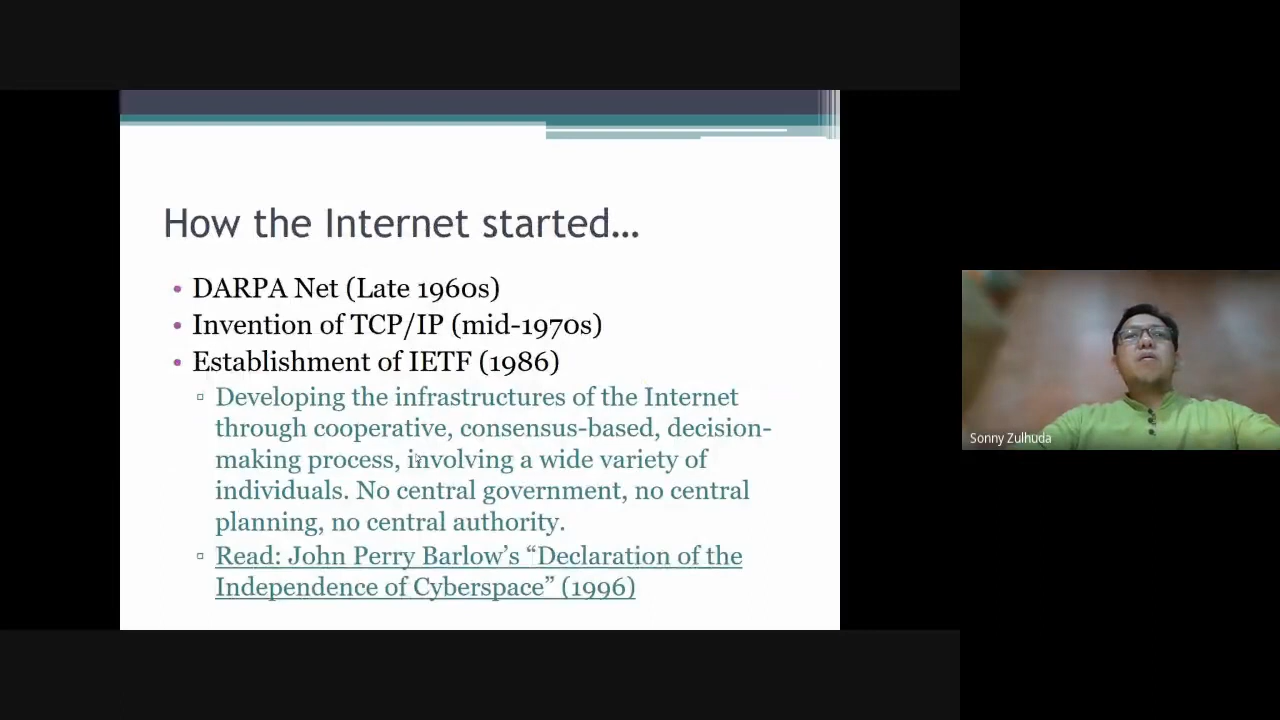 How the Internet started…
• DARPA Net (Late 1960s)
• Invention of TCP/IP (mid-1970s)
• Establishment of IETF (1986)
▫ Developing the infrastructures of the Internet
through cooperative, consensus-based, decision-
making process, involving a wide variety of
individuals. No central government, no central
planning, no central authority.
▫ Read: John Perry Barlow’s “Declaration of the
Independence of Cyberspace” (1996)
Sonny Zulhuda